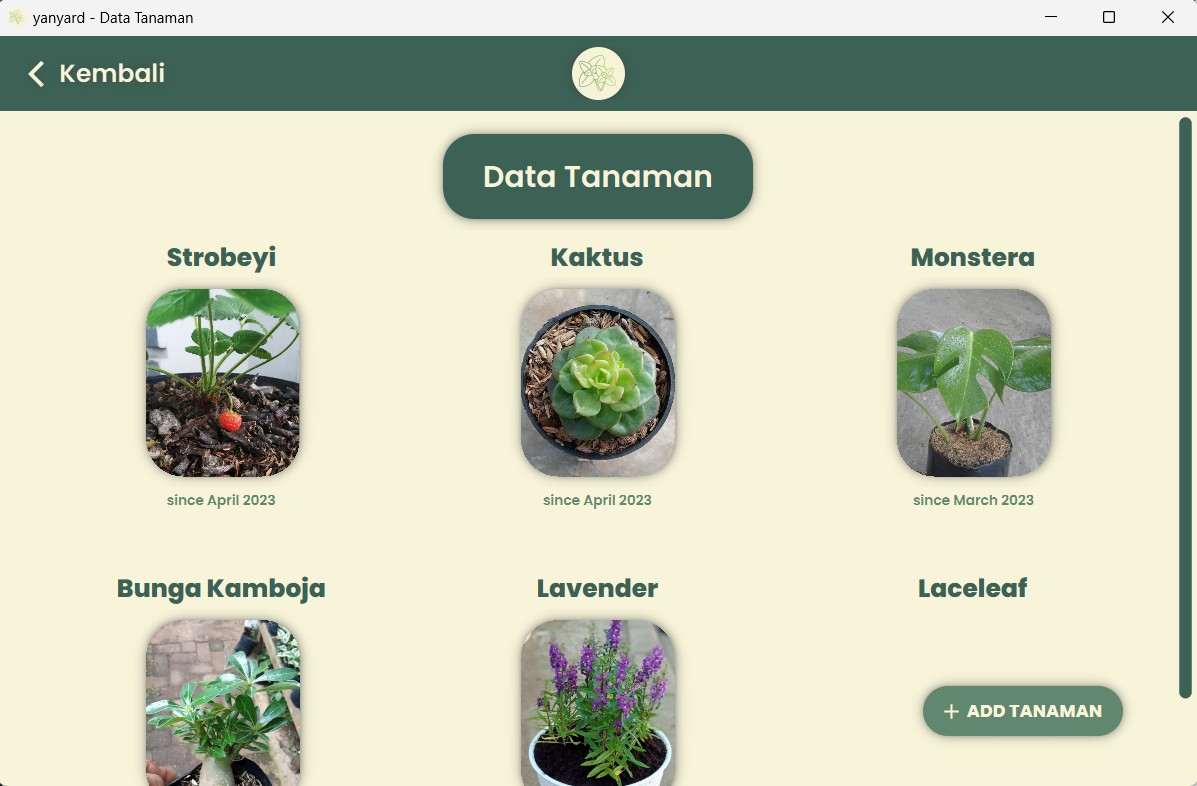 yanyard - Data Tanaman
Kembali
Data Tanaman
Strobeyi
Kaktus
Monstera
since April 2023
since April 2023
since March 2023
Bunga Kamboja
Lavender
Laceleaf
ADD TANAMAN